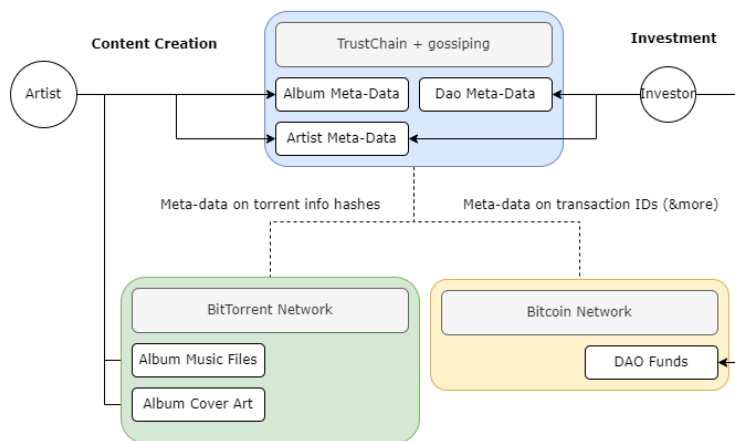 Content Creation
TrustChain + gossiping
Investment
Artist
Album Meta-Data
Dao Meta-Data
Investor
Artist Meta-Data
Meta-data on torrent info hashes
Meta-data on transaction IDs (&more)
BitTorrent Network
Bitcoin Network
Album Music Files
DAO Funds
Album Cover Art